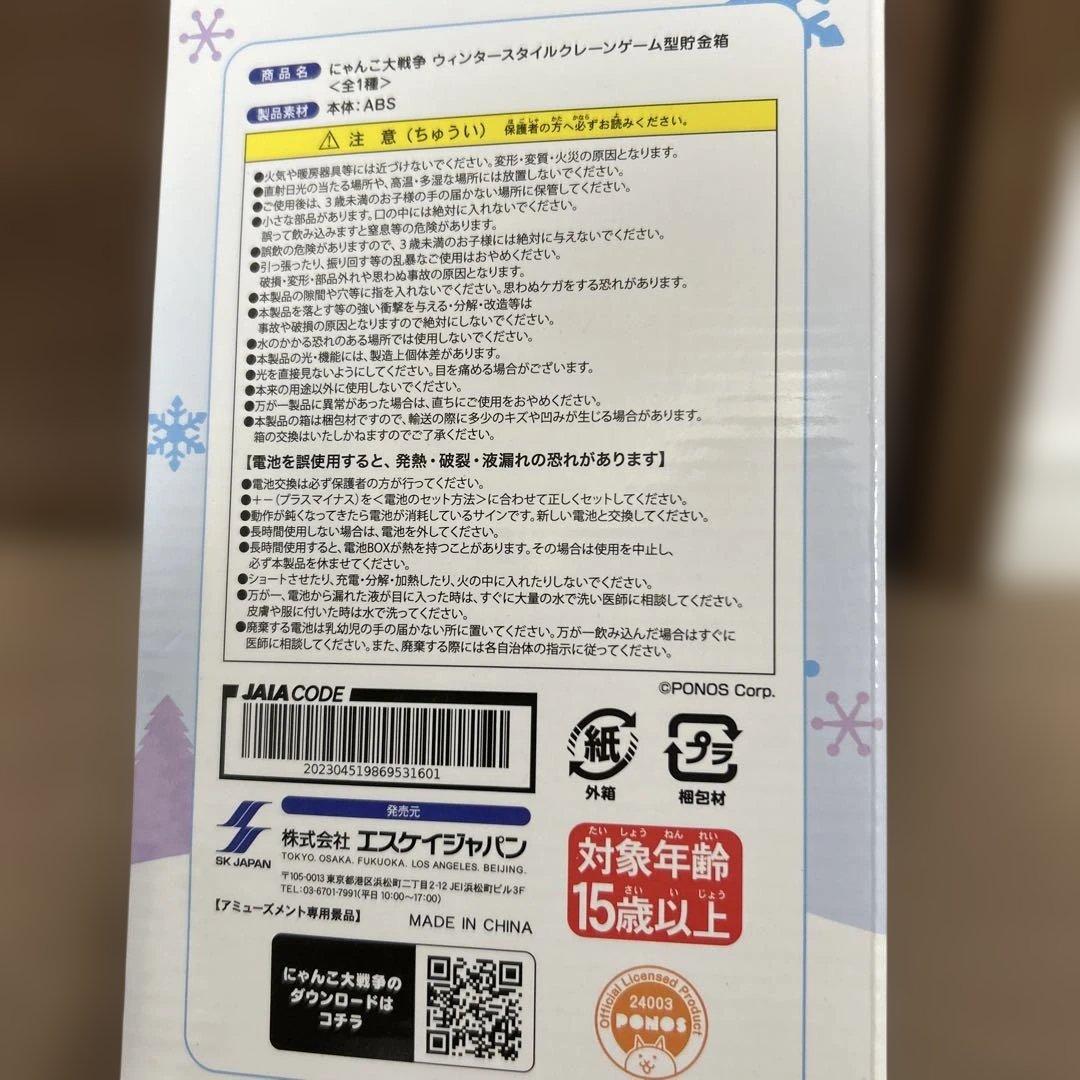 商品名 にゃんこ大戦争 ウィンタースタイルクレーンゲーム型貯金箱
<全1種>
製品素材 本体：ABS
注 意（ちゅうい） 保護者の方へ必ずお読みください。
ほごしゃ かた かなら よ
●火気や暖房器具等には近づけないでください。変形・変質・火災の原因となります。
●直射日光の当たる場所や、高温・多湿な場所には放置しないでください。
●ご使用後は、3歳未満のお子様の手の届かない場所に保管してください。
●小さな部品があります。口の中には絶対に入れないでください。
誤って飲み込みますと窒息等の危険があります。
●誤飲の危険がありますので、3歳未満のお子様には絶対に与えないでください。
●引っ張ったり、振り回す等の乱暴なご使用はおやめください。
破損・変形・部品外れや思わぬ事故の原因となります。
●本製品の隙間や穴等に指を入れないでください。思わぬケガをする恐れがあります。
●本製品を落とす等の強い衝撃を与える・分解・改造等は
事故や破損の原因となりますので絶対にしないでください。
●水のかかる恐れのある場所では使用しないでください。
●本製品の光・機能には、製造上個体差があります。
●光を直接見ないようにしてください。目を痛める場合がございます。
●本来の用途以外に使用しないでください。
●万が一製品に異常があった場合は、直ちにご使用をおやめください。
●本製品の箱は梱包材ですので、輸送の際に多少のキズや凹みが生じる場合があります。
箱の交換はいたしかねますのでご了承ください。
【電池を誤使用すると、発熱・破裂・液漏れの恐れがあります】
●電池交換は必ず保護者の方が行ってください。
●＋－(プラスマイナス)を<電池のセット方法>に合わせて正しくセットしてください。
●動作が鈍くなってきたら電池が消耗しているサインです。新しい電池と交換してください。
●長時間使用しない場合は、電池を外してください。
●長時間使用すると、電池BOXが熱を持つことがあります。その場合は使用を中止し、
必ず本製品を休ませてください。
●ショートさせたり、充電・分解・加熱したり、火の中に入れたりしないでください。
●万が一、電池から漏れた液が目に入った時は、すぐに大量の水で洗い医師に相談してください。
皮膚や服に付いた時は水で洗ってください。
●廃棄する電池は乳幼児の手の届かない所に置いてください。万が一飲み込んだ場合はすぐに
医師に相談してください。また、廃棄する際には各自治体の指示に従ってください。
©PONOS Corp.
JAIA CODE
202304519869531601
紙
外箱
プラ
梱包材
発売元
SK JAPAN
株式会社 エスケイジャパン
TOKYO. OSAKA. FUKUOKA. LOS ANGELES. BEIJING.
〒105-0013 東京都港区浜松町二丁目2-12 JEI浜松町ビル3F
TEL:03-6701-7991(平日 10:00〜17:00)
【アミューズメント専用景品】
MADE IN CHINA
たい しょう ねん れい
対象年齢
さい い じょう
15歳以上
にゃんこ大戦争の
ダウンロードは
コチラ
Official Licensed Product
24003
PONOS